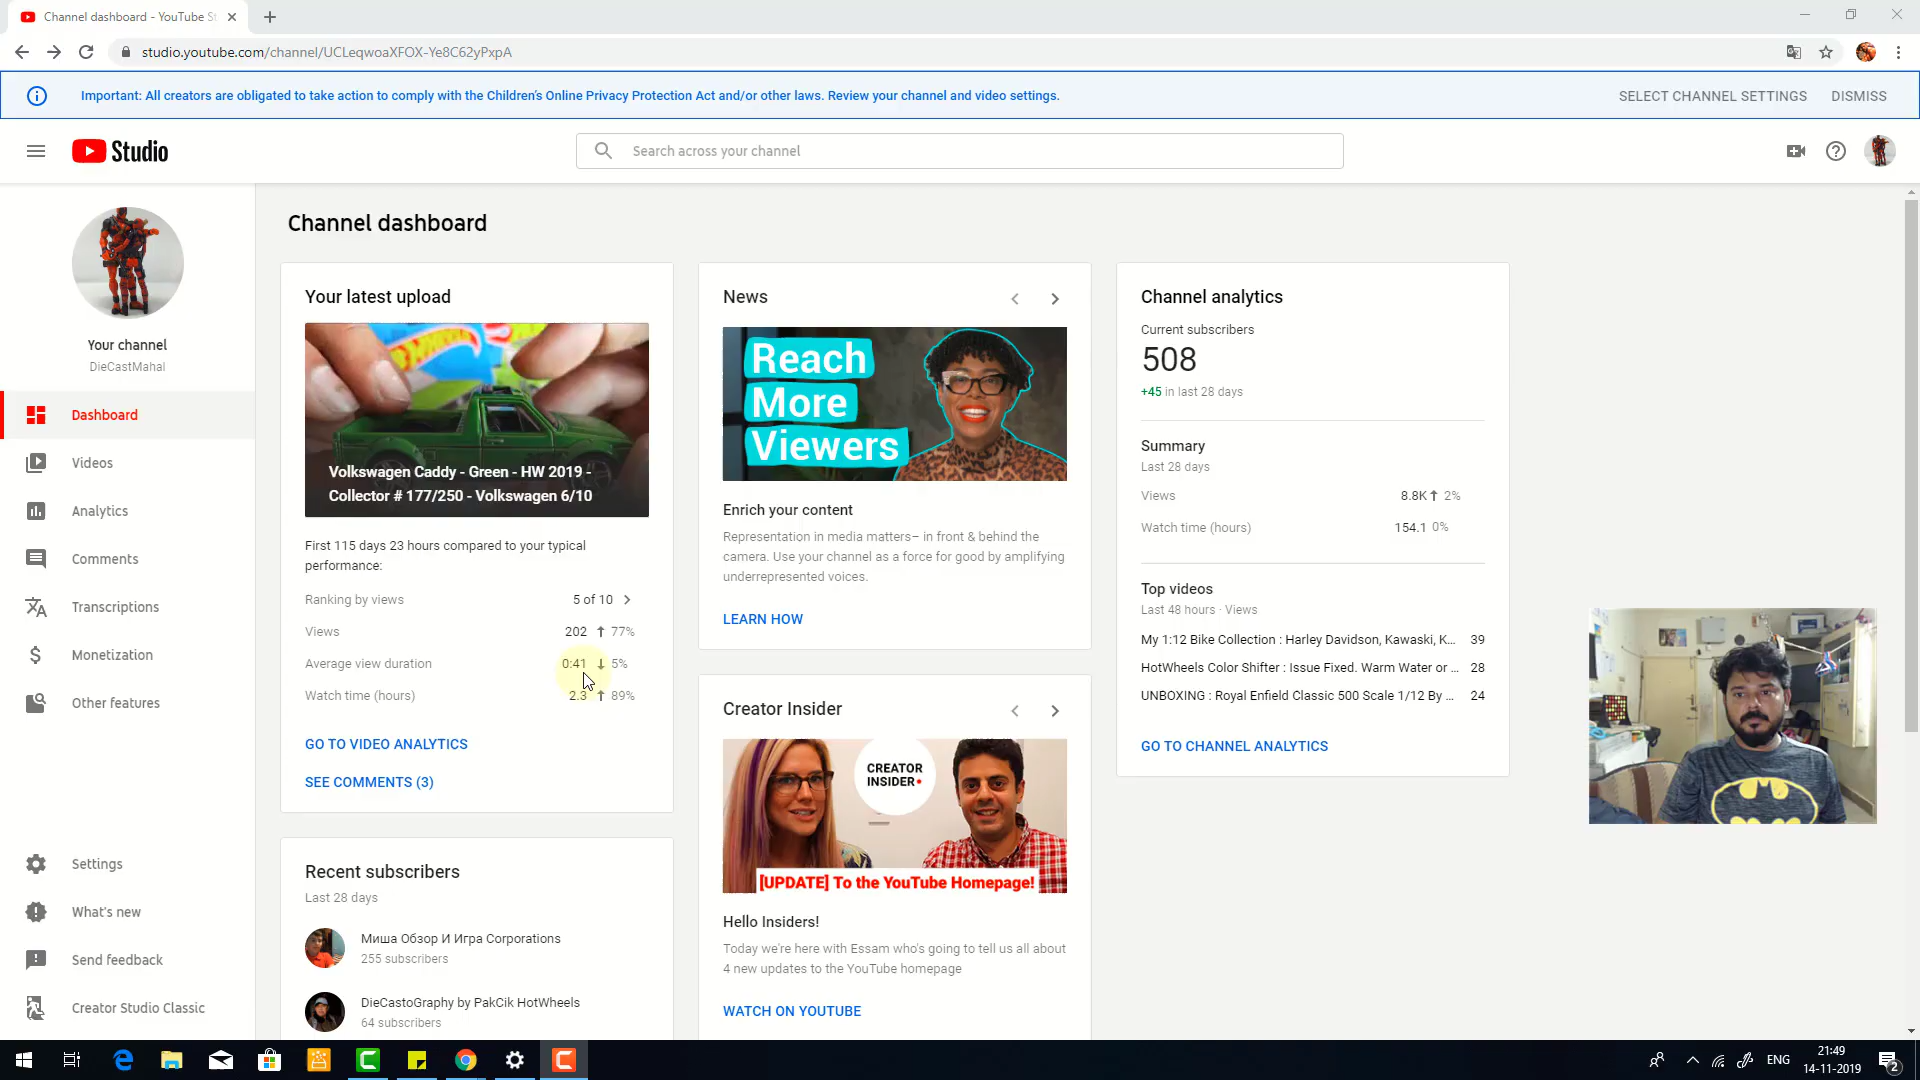 Channel dashboard - YouTube St
studio.youtube.com/channel/UCLeqwoaXFOX-Ye8C62yPxpA
Important: All creators are obligated to take action to comply with the Children's Online Privacy Protection Act and/or other laws. Review your channel and video settings.
SELECT CHANNEL SETTINGS
DISMISS
Studio
Search across your channel
Your channel
DieCastMahal
Dashboard
Videos
Analytics
Comments
Transcriptions
Monetization
Other features
Settings
What's new
Send feedback
Creator Studio Classic
Channel dashboard
Your latest upload
Volkswagen Caddy - Green - HW 2019 -
Collector # 177/250 - Volkswagen 6/10
First 115 days 23 hours compared to your typical
performance:
Ranking by views 5 of 10
Views 202 77%
Average view duration 0:41 5%
Watch time (hours) 2.3 89%
GO TO VIDEO ANALYTICS
SEE COMMENTS (3)
Recent subscribers
Last 28 days
Миша Обзор И Игра Corporations
255 subscribers
DieCastoGraphy by PakCik HotWheels
64 subscribers
News
Reach
More
Viewers
Enrich your content
Representation in media matters– in front & behind the
camera. Use your channel as a force for good by amplifying
underrepresented voices.
LEARN HOW
Creator Insider
CREATOR
INSIDER
[UPDATE] To the YouTube Homepage!
Hello Insiders!
Today we're here with Essam who's going to tell us all about
4 new updates to the YouTube homepage
WATCH ON YOUTUBE
Channel analytics
Current subscribers
508
+45 in last 28 days
Summary
Last 28 days
Views 8.8K 2%
Watch time (hours) 154.1 0%
Top videos
Last 48 hours · Views
My 1:12 Bike Collection : Harley Davidson, Kawaski, K... 39
HotWheels Color Shifter : Issue Fixed. Warm Water or ... 28
UNBOXING : Royal Enfield Classic 500 Scale 1/12 By ... 24
GO TO CHANNEL ANALYTICS
ENG
21:49
14-11-2019
2